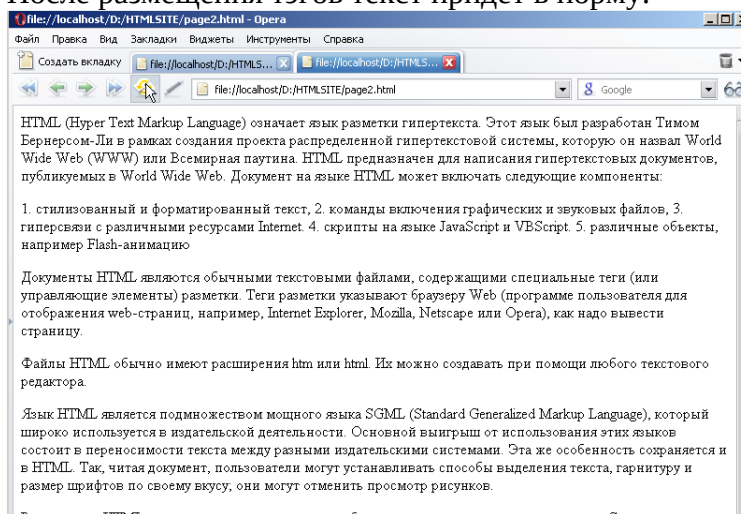 После размещения тэгов текст придет в норму.
file://localhost/D:/HTMLSITE/page2.html - Opera
Файл Правка Вид Закладки Виджеты Инструменты Справка
Создать вкладку file://localhost/D:/HTMLS... file://localhost/D:/HTMLS...
file://localhost/D:/HTMLSITE/page2.html Google
HTML (Hyper Text Markup Language) означает язык разметки гипертекста. Этот язык был разработан Тимом
Бернерсом-Ли в рамках создания проекта распределенной гипертекстовой системы, которую он назвал World
Wide Web (WWW) или Всемирная паутина. HTML предназначен для написания гипертекстовых документов,
публикуемых в World Wide Web. Документ на языке HTML может включать следующие компоненты:
1. стилизованный и форматированный текст, 2. команды включения графических и звуковых файлов, 3.
гиперсвязи с различными ресурсами Internet. 4. скрипты на языке JavaScript и VBScript. 5. различные объекты,
например Flash-анимацию
Документы HTML являются обычными текстовыми файлами, содержащими специальные теги (или
управляющие элементы) разметки. Теги разметки указывают браузеру Web (программе пользователя для
отображения web-страниц, например, Internet Explorer, Mozilla, Netscape или Opera), как надо вывести
страницу.
Файлы HTML обычно имеют расширения htm или html. Их можно создавать при помощи любого текстового
редактора.
Язык HTML является подмножеством мощного языка SGML (Standard Generalized Markup Language), который
широко используется в издательской деятельности. Основной выигрыш от использования этих языков
состоит в переносимости текста между разными издательскими системами. Эта же особенность сохраняется и
в HTML. Так, читая документ, пользователи могут устанавливать способы выделения текста, гарнитуру и
размер шрифтов по своему вкусу; они могут отменить просмотр рисунков.